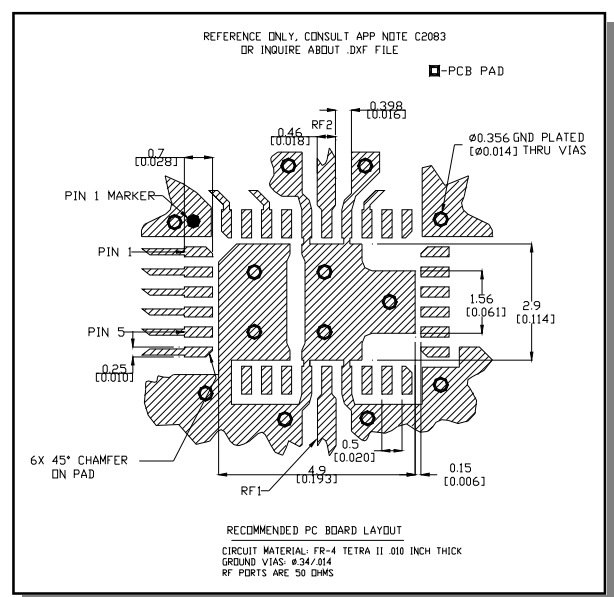 REFERENCE ONLY, CONSULT APP NOTE C2083
OR INQUIRE ABOUT .DXF FILE
-PCB PAD
0.398
[0.016]
RF2
0.46
[0.018]
Ø0.356 GND PLATED
[Ø0.014] THRU VIAS
0.7
[0.028]
PIN 1 MARKER
PIN 1
1.56
[0.061]
2.9
[0.114]
PIN 5
0.25
[0.010]
6X 45° CHAMFER
ON PAD
0.5
[0.020]
4.9
[0.193]
0.15
[0.006]
RF1
RECOMMENDED PC BOARD LAYOUT
CIRCUIT MATERIAL: FR-4 TETRA II .010 INCH THICK
GROUND VIAS: Ø.34/.014
RF PORTS ARE 50 OHMS